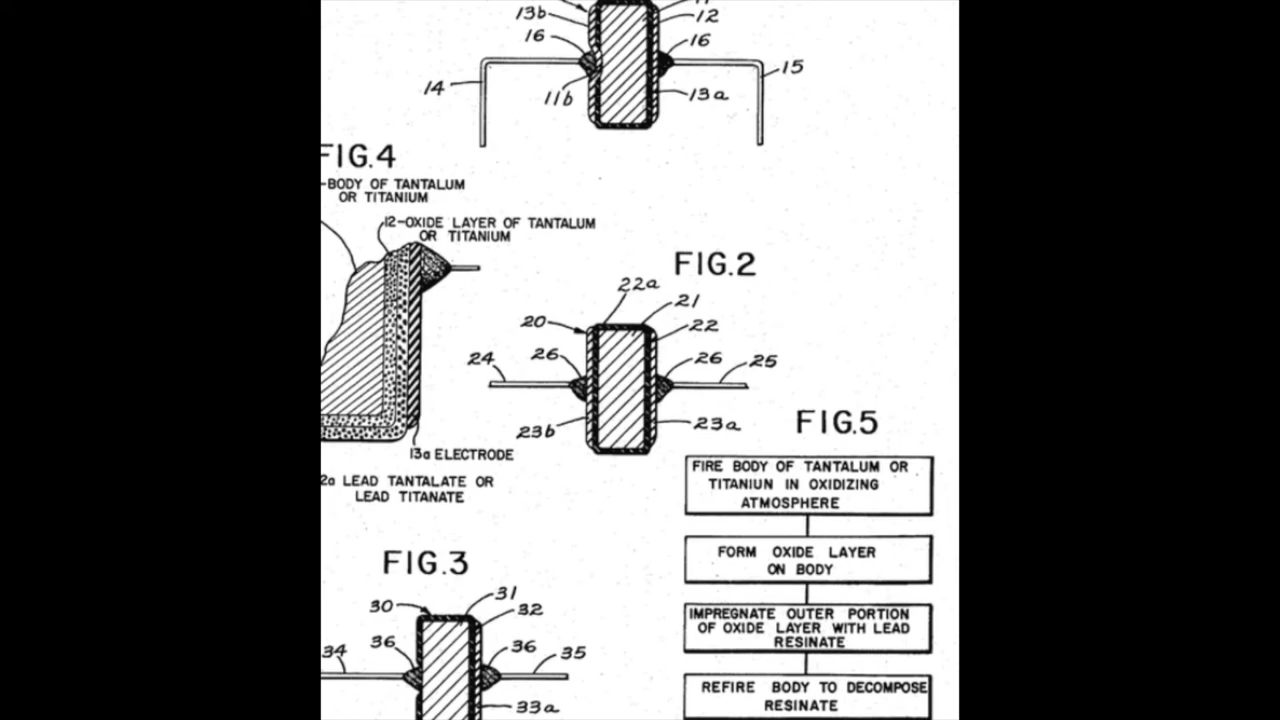 13b
12
16
16
14
15
11b
13a
FIG.4
-BODY OF TANTALUM
OR TITANIUM
12-OXIDE LAYER OF TANTALUM
OR TITANIUM
FIG.2
22a
21
20
22
24
26
26
25
23b
23a
FIG.5
13a ELECTRODE
2a LEAD TANTALATE OR
LEAD TITANATE
FIRE BODY OF TANTALUM OR
TITANIUN IN OXIDIZING
ATMOSPHERE
FORM OXIDE LAYER
ON BODY
IMPREGNATE OUTER PORTION
OF OXIDE LAYER WITH LEAD
RESINATE
REFIRE BODY TO DECOMPOSE
RESINATE
FIG.3
31
30
32
34
36
36
35
33a